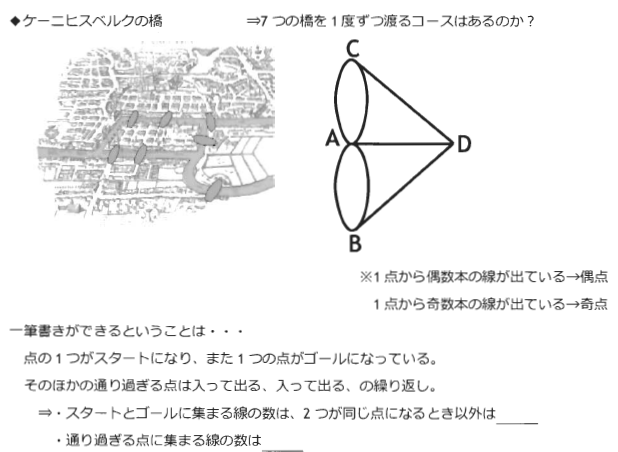 ◆ケーニヒスベルクの橋　　　⇒7 つの橋を 1 度ずつ渡るコースはあるのか？
C
A
D
B
※1 点から偶数本の線が出ている→偶点
1 点から奇数本の線が出ている→奇点
一筆書きができるということは・・・
点の 1 つがスタートになり、また 1 つの点がゴールになっている。
そのほかの通り過ぎる点は入って出る、入って出る、の繰り返し。
⇒・スタートとゴールに集まる線の数は、2 つが同じ点になるとき以外は
・通り過ぎる点に集まる線の数は